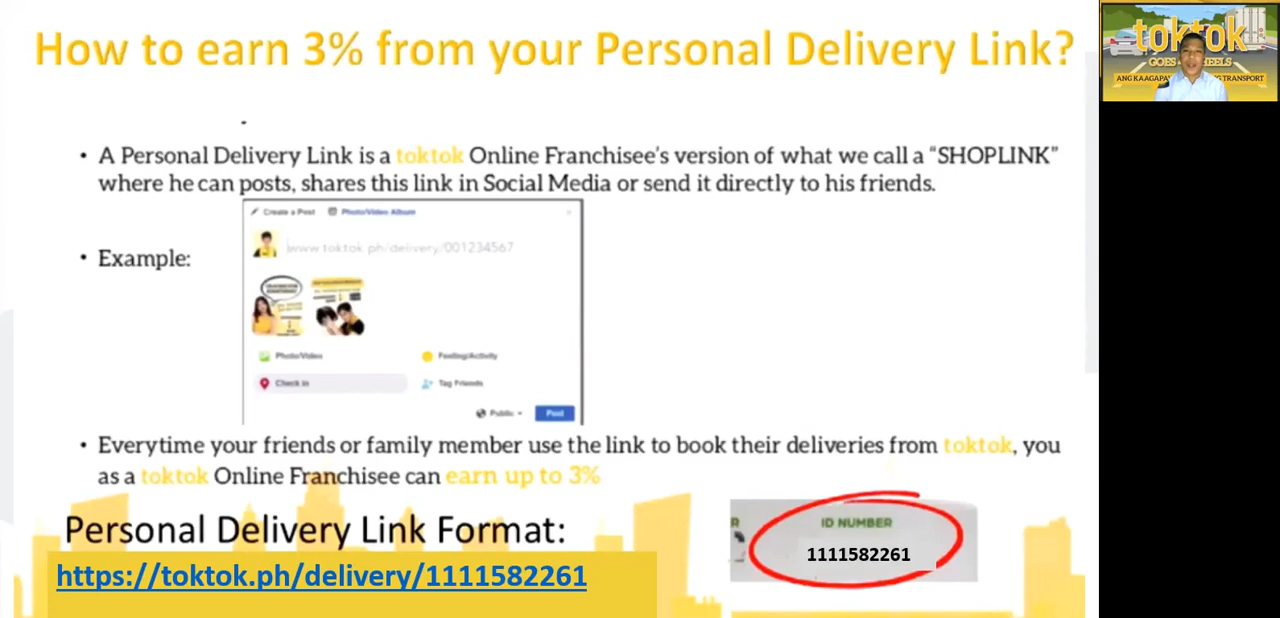 How to earn 3% from your Personal Delivery Link?
toktok
• A Personal Delivery Link is a toktok Online Franchisee's version of what we call a “SHOPLINK”
where he can posts, shares this link in Social Media or send it directly to his friends.
Create a Post Photo/Video Album
• Example:
www.toktok.ph/delivery/001234567
Photo/Video
Feeling/Activity
Check in
Tag Friends
Public
Post
• Everytime your friends or family member use the link to book their deliveries from toktok, you
as a toktok Online Franchisee can earn up to 3%
Personal Delivery Link Format:
https://toktok.ph/delivery/1111582261
ID NUMBER
1111582261